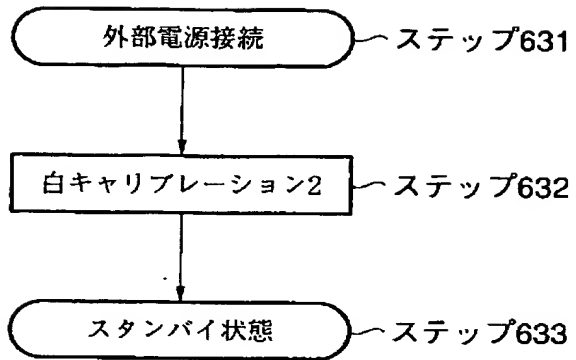 外部電源接続 ステップ631
白キャリブレーション2 ステップ632
スタンバイ状態 ステップ633